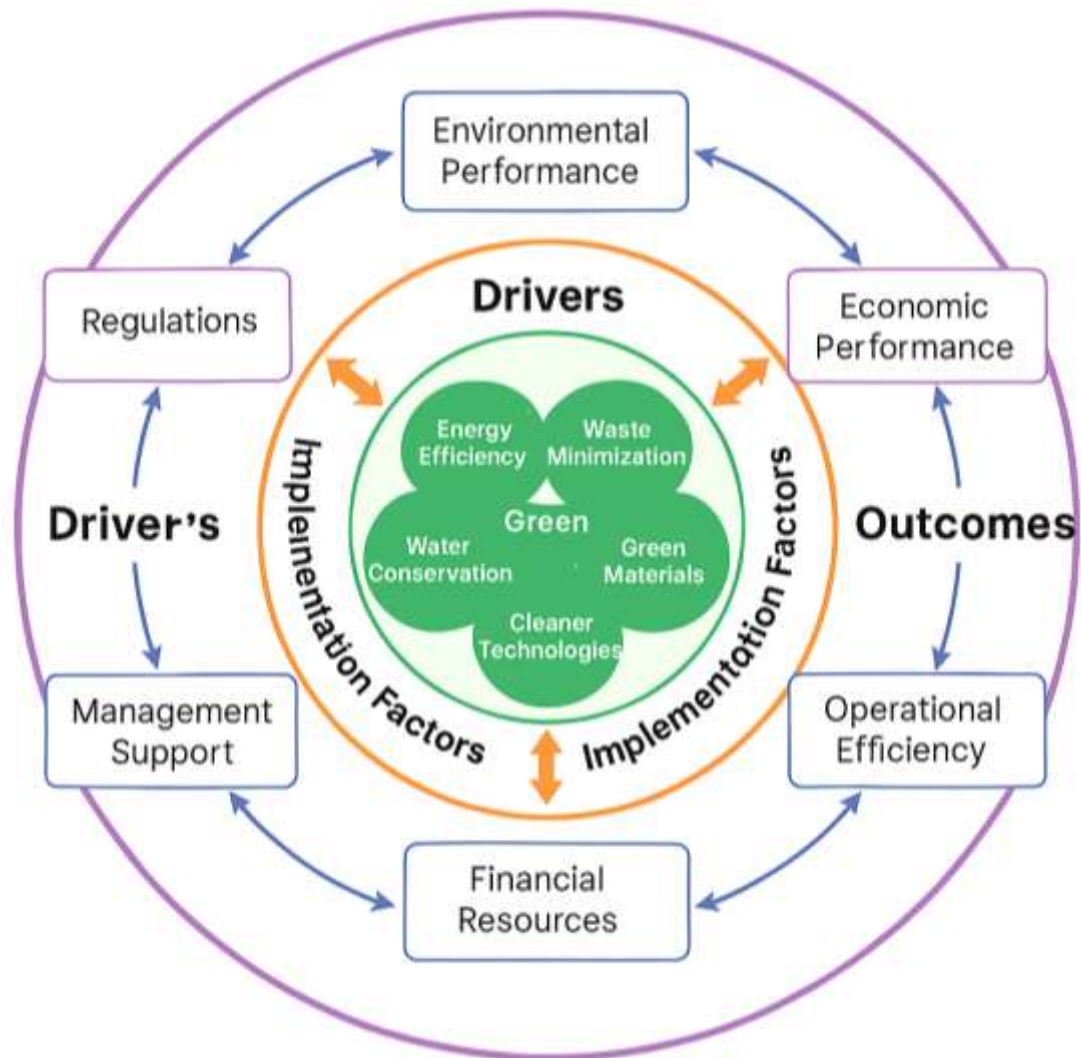 Environmental
Performance
Regulations
Economic
Performance
Drivers
Energy
Efficiency
Waste
Minimization
Green
Water
Conservation
Green
Materials
Cleaner
Technologies
Implementation Factors
Implementation Factors
Driver's
Outcomes
Management
Support
Operational
Efficiency
Financial
Resources